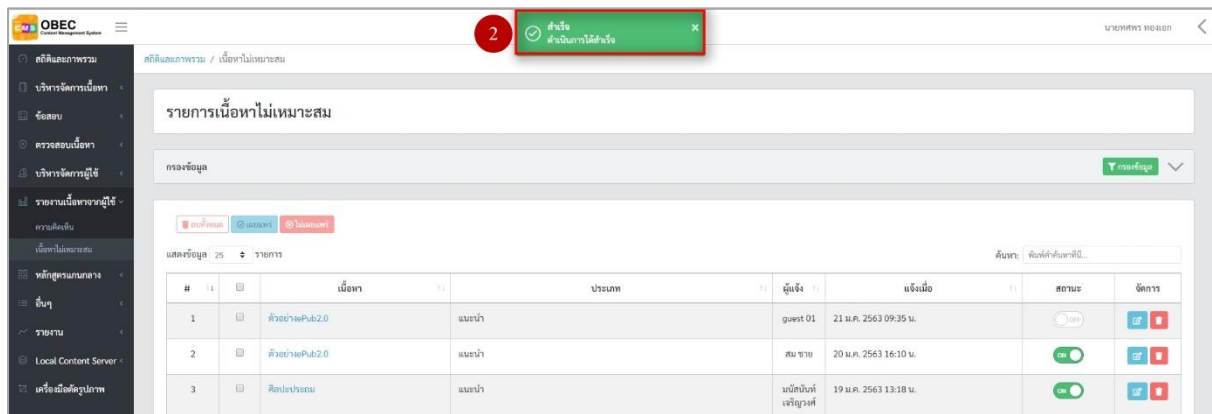 CMS OBEC
Content Management System
2
สำเร็จ ×
ดำเนินการได้สำเร็จ
นายทศพร ทองเอก
สถิติและภาพรวม
บริหารจัดการเนื้อหา
ข้อสอบ
ตรวจสอบเนื้อหา
บริหารจัดการผู้ใช้
รายงานเนื้อหาจากผู้ใช้
ความคิดเห็น
เนื้อหาไม่เหมาะสม
หลักสูตรแกนกลาง
อื่นๆ
รายงาน
Local Content Server
เครื่องมือตัดรูปภาพ
สถิติและภาพรวม / เนื้อหาไม่เหมาะสม
รายการเนื้อหาไม่เหมาะสม
กรองข้อมูล กรองข้อมูล
ลบทั้งหมด เผยแพร่ ไม่เผยแพร่
แสดงข้อมูล 25 รายการ ค้นหา: พิมพ์คำค้นหาที่นี่...
# เนื้อหา ประเภท ผู้แจ้ง แจ้งเมื่อ สถานะ จัดการ
1 ตัวอย่างePub2.0 แนะนำ guest 01 21 ม.ค. 2563 09:35 น. OFF
2 ตัวอย่างePub2.0 แนะนำ สม ชาย 20 ม.ค. 2563 16:10 น. ON
3 ศิลปะประถม แนะนำ มนัสนันท์ เจริญวงศ์ 19 ม.ค. 2563 13:18 น. ON